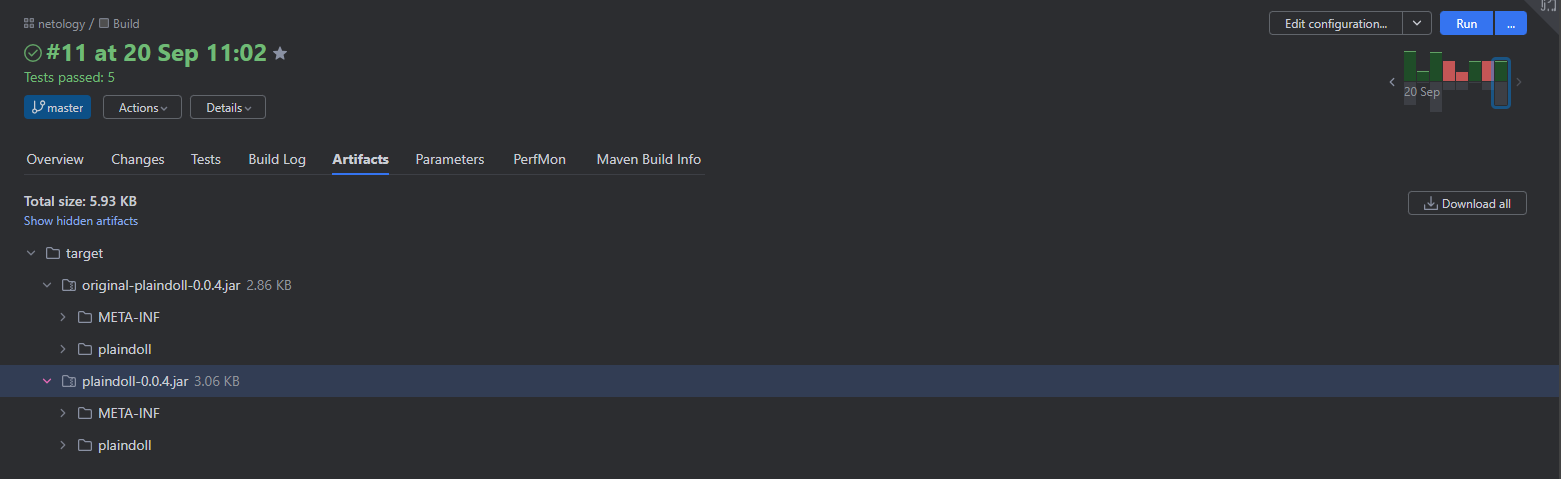 netology / Build
Edit configuration...
Run
...
#11 at 20 Sep 11:02
Tests passed: 5
20 Sep
master
Actions
Details
Overview Changes Tests Build Log Artifacts Parameters PerfMon Maven Build Info
Total size: 5.93 KB
Download all
Show hidden artifacts
target
original-plaindoll-0.0.4.jar 2.86 KB
META-INF
plaindoll
plaindoll-0.0.4.jar 3.06 KB
META-INF
plaindoll